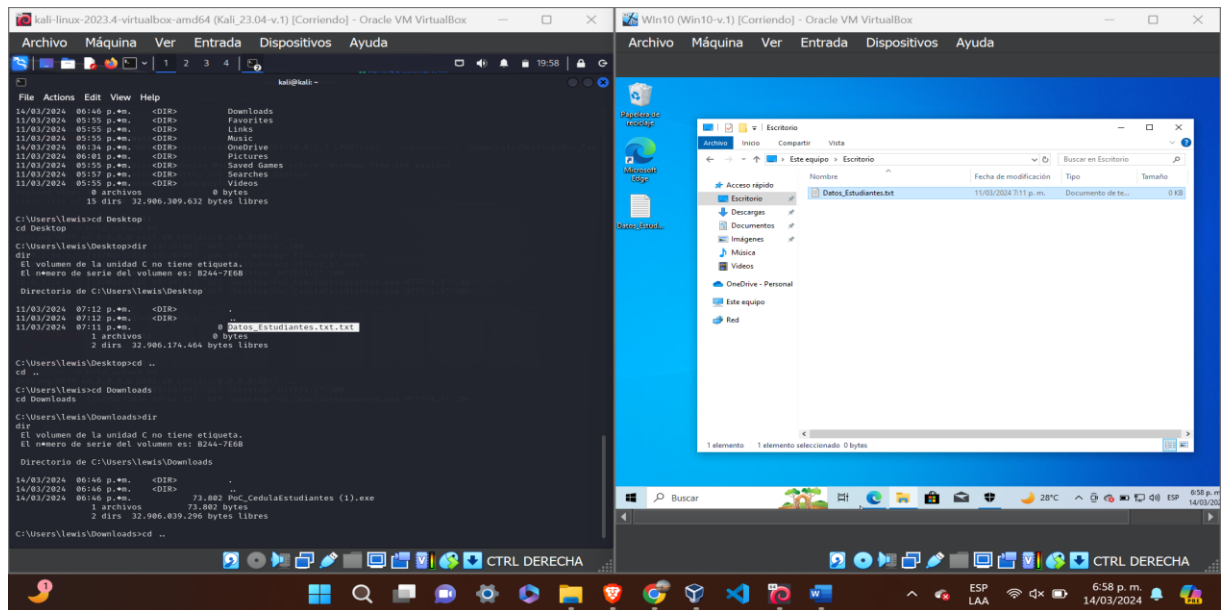 kali-linux-2023.4-virtualbox-amd64 (Kali_23.04-v.1) [Corriendo] - Oracle VM VirtualBox
Archivo Máquina Ver Entrada Dispositivos Ayuda
1 2 3 4 19:58
kali@kali: ~
File Actions Edit View Help
14/03/2024 06:46 p.m. <DIR> Downloads
11/03/2024 05:55 p.m. <DIR> Favorites
11/03/2024 05:55 p.m. <DIR> Links
11/03/2024 05:55 p.m. <DIR> Music
14/03/2024 06:34 p.m. <DIR> OneDrive
11/03/2024 06:01 p.m. <DIR> Pictures
11/03/2024 05:55 p.m. <DIR> Saved Games
11/03/2024 05:57 p.m. <DIR> Searches
11/03/2024 05:55 p.m. <DIR> Videos
0 archivos 0 bytes
15 dirs 32.906.309.632 bytes libres
C:\Users\lewis>cd Desktop
cd Desktop
C:\Users\lewis\Desktop>dir
dir
El volumen de la unidad C no tiene etiqueta.
El n�mero de serie del volumen es: B244-7E6B
Directorio de C:\Users\lewis\Desktop
11/03/2024 07:12 p.�m. <DIR> .
11/03/2024 07:12 p.�m. <DIR> ..
11/03/2024 07:11 p.�m. 0 Datos_Estudiantes.txt.txt
1 archivos 0 bytes
2 dirs 32.906.174.464 bytes libres
C:\Users\lewis\Desktop>cd ..
cd ..
C:\Users\lewis>cd Downloads
cd Downloads
C:\Users\lewis\Downloads>dir
dir
El volumen de la unidad C no tiene etiqueta.
El n�mero de serie del volumen es: B244-7E6B
Directorio de C:\Users\lewis\Downloads
14/03/2024 06:46 p.�m. <DIR> .
14/03/2024 06:46 p.�m. <DIR> ..
14/03/2024 06:46 p.�m. 73.802 PoC_CedulaEstudiantes (1).exe
1 archivos 73.802 bytes
2 dirs 32.906.039.296 bytes libres
C:\Users\lewis\Downloads>cd ..
CTRL DERECHA
WIn10 (Win10-v.1) [Corriendo] - Oracle VM VirtualBox
Archivo Máquina Ver Entrada Dispositivos Ayuda
Papelera de reciclaje
Microsoft Edge
Datos_Estud...
Escritorio
Archivo Inicio Compartir Vista
Este equipo > Escritorio
Buscar en Escritorio
Nombre Fecha de modificación Tipo Tamaño
Datos_Estudiantes.txt 11/03/2024 7:11 p. m. Documento de te... 0 KB
Acceso rápido
Escritorio
Descargas
Documentos
Imágenes
Música
Videos
OneDrive - Personal
Este equipo
Red
1 elemento 1 elemento seleccionado 0 bytes
Buscar
28°C
ESP
6:58 p. m
14/03/202
CTRL DERECHA
1
ESP
LAA
6:58 p. m.
14/03/2024